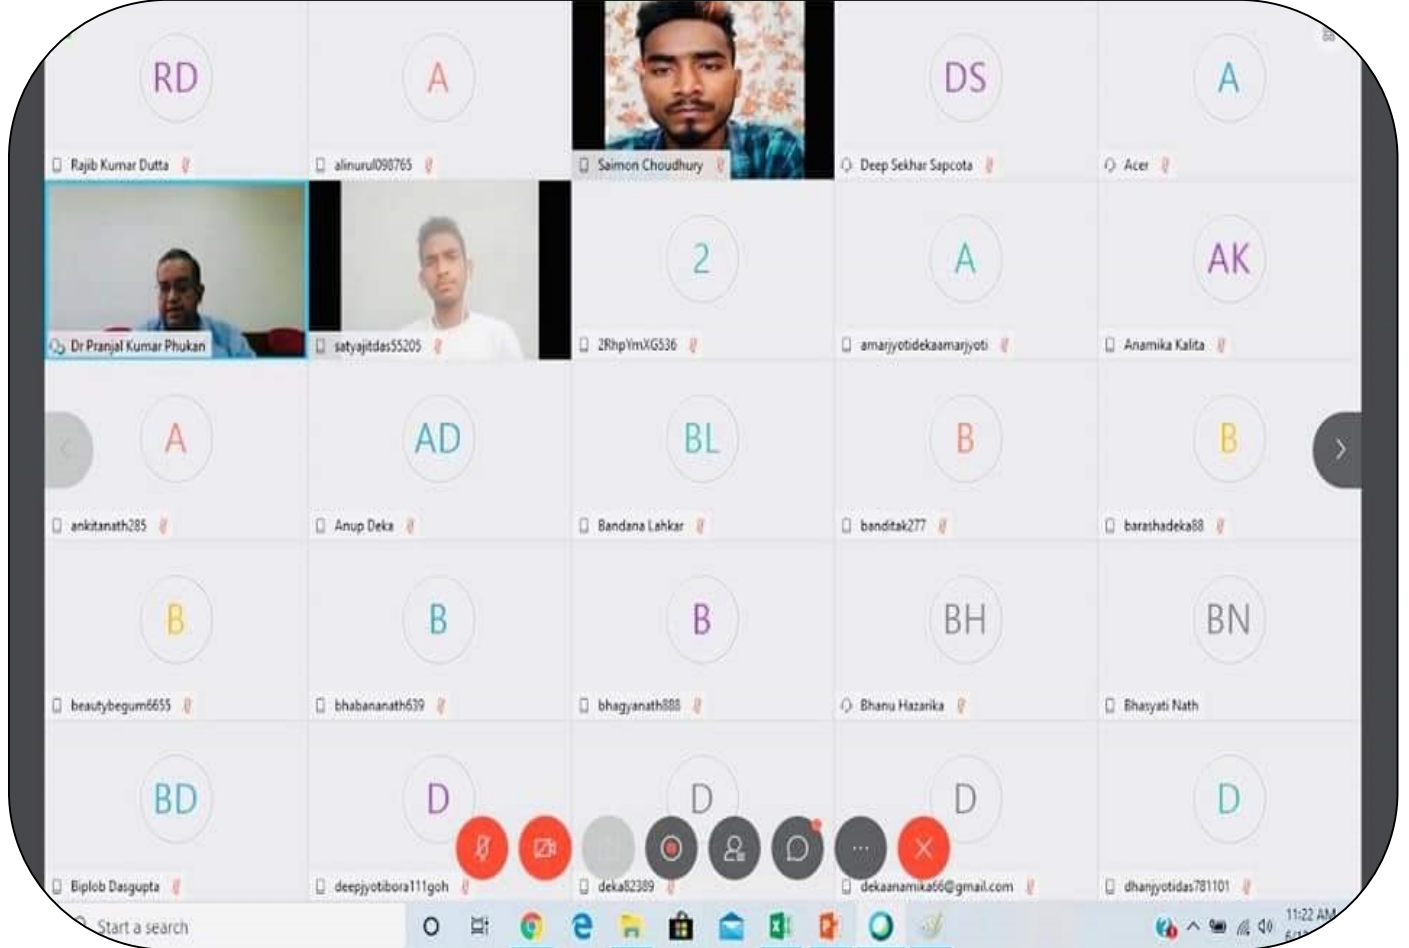 RD
A
DS
A
Rajib Kumar Dutta
alinurul098765
Saimon Choudhury
Deep Sekhar Sapcota
Acer
2
A
AK
Dr Pranjal Kumar Phukan
satyajitdas55205
2RhpYmXG536
amarjyotidekaamarjyoti
Anamika Kalita
A
AD
BL
B
B
ankitanath285
Anup Deka
Bandana Lahkar
banditak277
barashadeka88
B
B
B
BH
BN
beautybegum6655
bhabananath639
bhagyanath888
Bhanu Hazarika
Bhasyati Nath
BD
D
D
D
D
Biplob Dasgupta
deepjyotibora111goh
deka82389
dekaanamika66@gmail.com
dhanjyotidas781101
Start a search
11:22 AM